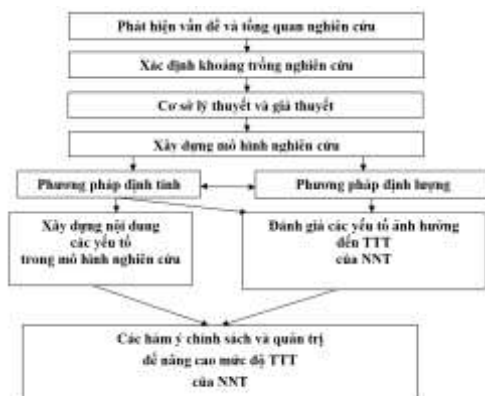 Phát hiện vấn đề và tổng quan nghiên cứu
Xác định khoảng trống nghiên cứu
Cơ sở lý thuyết và giả thuyết
Xây dựng mô hình nghiên cứu
Phương pháp định tính
Phương pháp định lượng
Xây dựng nội dung
các yếu tố
trong mô hình nghiên cứu
Đánh giá các yếu tố ảnh hưởng
đến TTT
của NNT
Các hàm ý chính sách và quản trị
để nâng cao mức độ TTT
của NNT